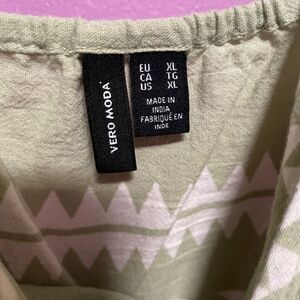 VERO MODA
EU XL
CA TG
US XL
MADE IN
INDIA
FABRIQUÉ EN
INDE